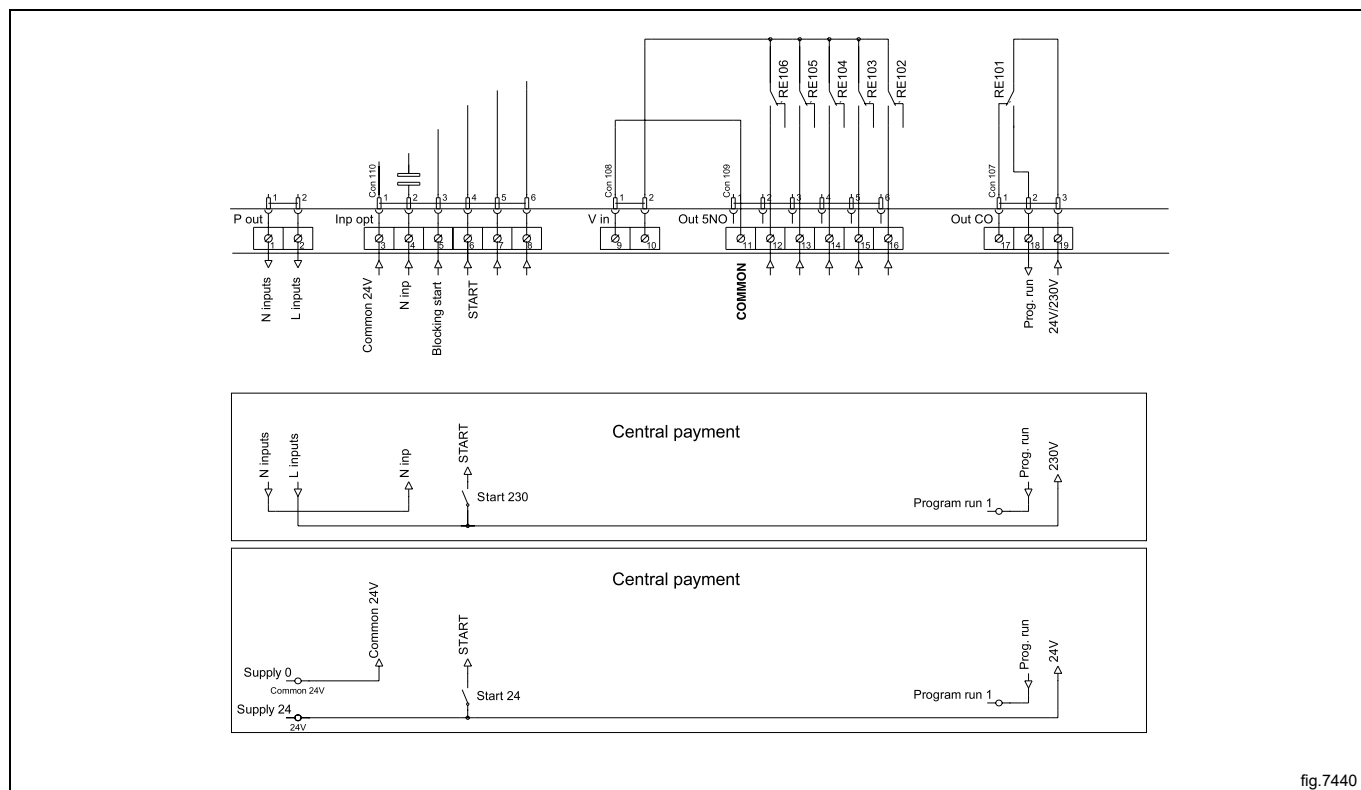 RE106
RE105
RE104
RE103
RE102
RE101
Con 110
Con 108
Con 109
Con 107
1 2 1 2 3 4 5 6 1 2 1 2 3 4 5 6 1 2 3
P out Inp opt V in Out 5NO Out CO
1 2 3 4 5 6 7 8 9 10 11 12 13 14 15 16 17 18 19
N inputs
L inputs
Common 24V
N inp
Blocking start
START
COMMON
Prog. run
24V/230V
Central payment
N inputs
L inputs
N inp
START
Start 230
Program run 1
Prog. run
230V
Central payment
Common 24V
START
Prog. run
24V
Supply 0
Common 24V
Start 24
Program run 1
Supply 24
24V
fig.7440